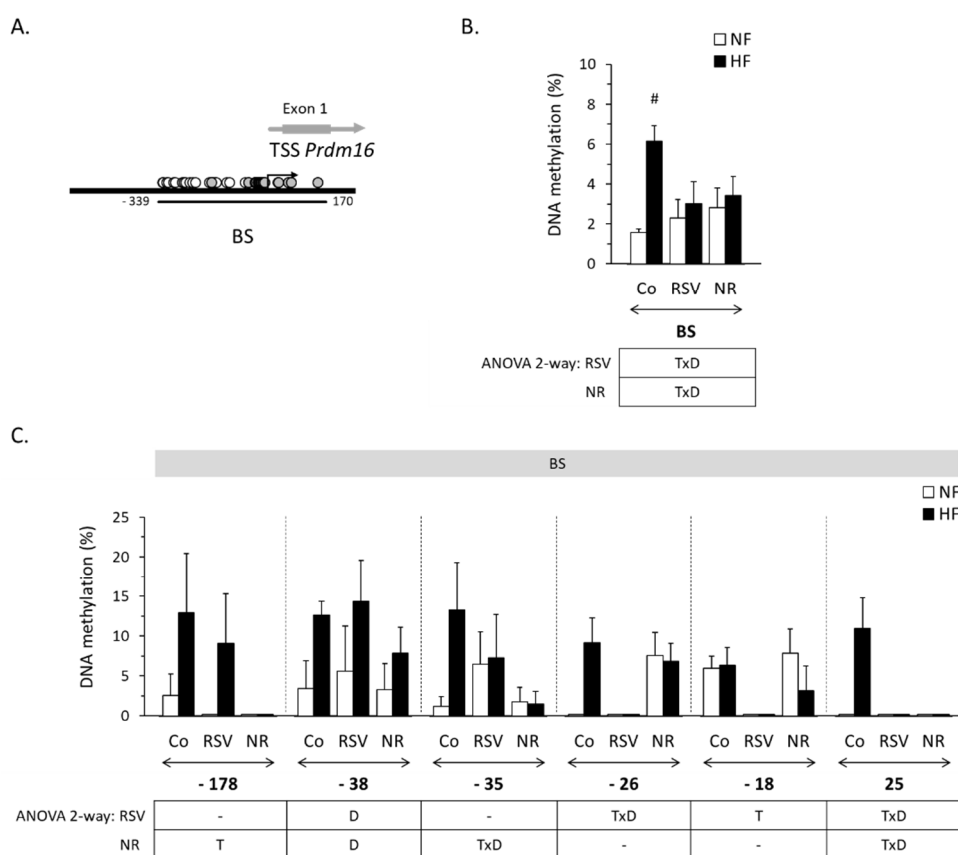 A.
Exon 1
TSS Prdm16
- 339 170
BS
B.
NF
HF
DNA methylation (%)
10
8
6
4
2
0
#
Co RSV NR
BS
ANOVA 2-way: RSV TxD
NR TxD
C.
BS
NF
HF
DNA methylation (%)
25
20
15
10
5
0
Co RSV NR Co RSV NR Co RSV NR Co RSV NR Co RSV NR Co RSV NR
- 178 - 38 - 35 - 26 - 18 25
ANOVA 2-way: RSV - D - TxD T TxD
NR T D TxD - - TxD